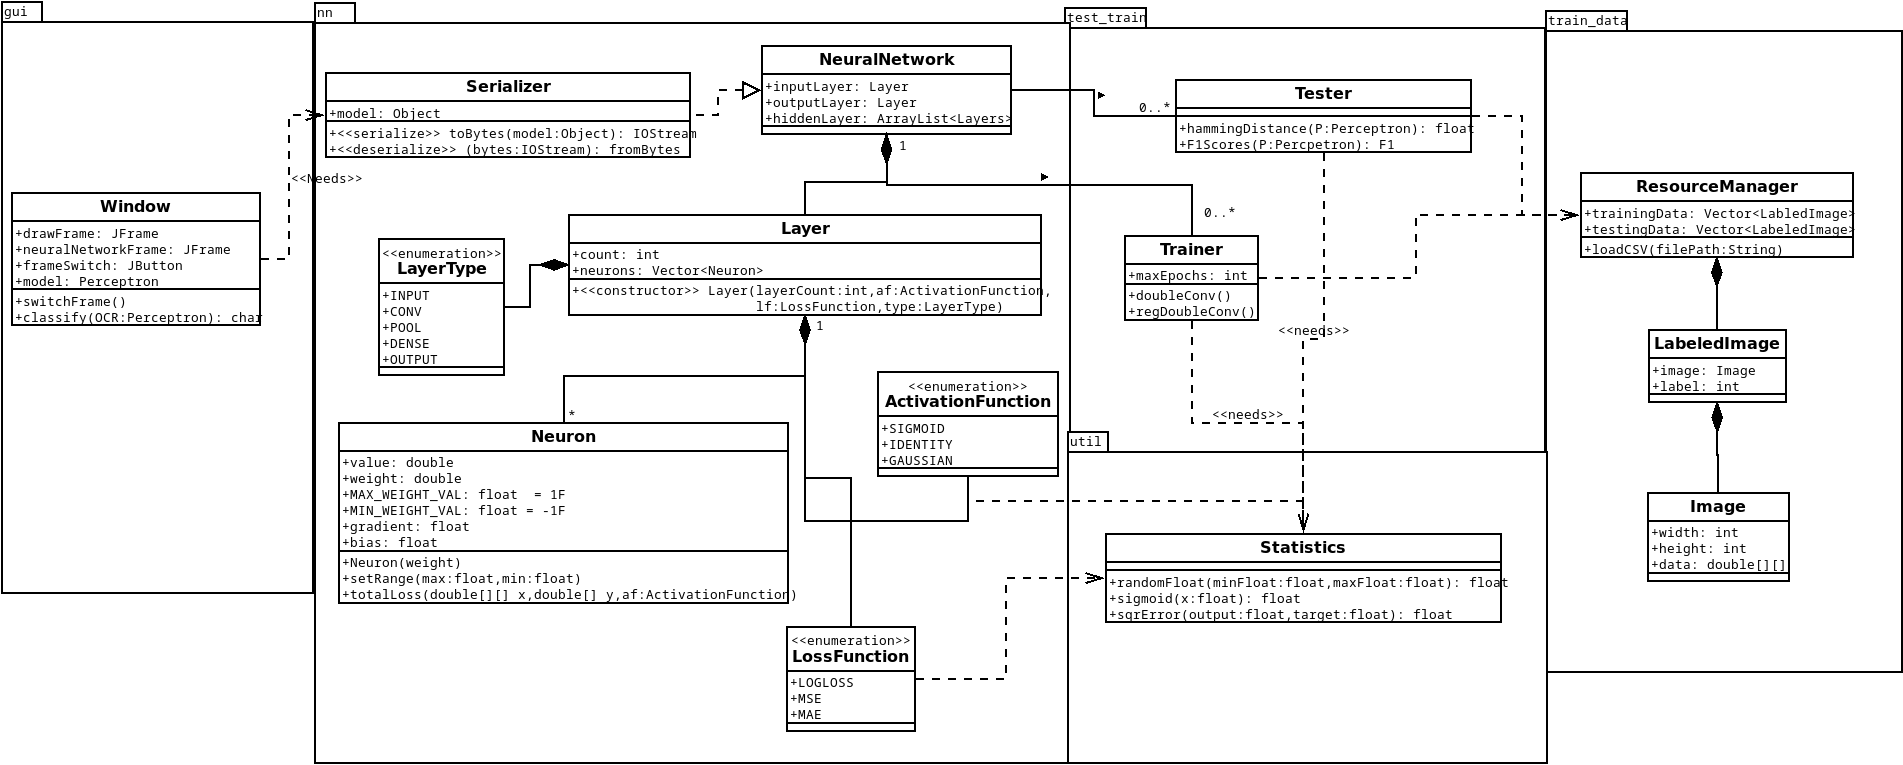 gui
Window
+drawFrame: JFrame
+neuralNetworkFrame: JFrame
+frameSwitch: JButton
+model: Perceptron
+switchFrame()
+classify(OCR:Perceptron): char
<<Needs>>
nn
Serializer
+model: Object
+<<serialize>> toBytes(model:Object): IOStream
+<<deserialize>> (bytes:IOStream): fromBytes
NeuralNetwork
+inputLayer: Layer
+outputLayer: Layer
+hiddenLayer: ArrayList<Layers>
1
Layer
+count: int
+neurons: Vector<Neuron>
+<<constructor>> Layer(layerCount:int,af:ActivationFunction,
lf:LossFunction,type:LayerType)
1
<<enumeration>>
LayerType
+INPUT
+CONV
+POOL
+DENSE
+OUTPUT
*
Neuron
+value: double
+weight: double
+MAX_WEIGHT_VAL: float  = 1F
+MIN_WEIGHT_VAL: float = -1F
+gradient: float
+bias: float
+Neuron(weight)
+setRange(max:float,min:float)
+totalLoss(double[][] x,double[] y,af:ActivationFunction)
<<enumeration>>
ActivationFunction
+SIGMOID
+IDENTITY
+GAUSSIAN
<<enumeration>>
LossFunction
+LOGLOSS
+MSE
+MAE
test_train
0..*
Tester
+hammingDistance(P:Perceptron): float
+F1Scores(P:Percpetron): F1
0..*
Trainer
+maxEpochs: int
+doubleConv()
+regDoubleConv()
<<needs>>
<<needs>>
util
Statistics
+randomFloat(minFloat:float,maxFloat:float): float
+sigmoid(x:float): float
+sqrError(output:float,target:float): float
train_data
ResourceManager
+trainingData: Vector<LabledImage>
+testingData: Vector<LabledImage>
+loadCSV(filePath:String)
LabeledImage
+image: Image
+label: int
Image
+width: int
+height: int
+data: double[][]